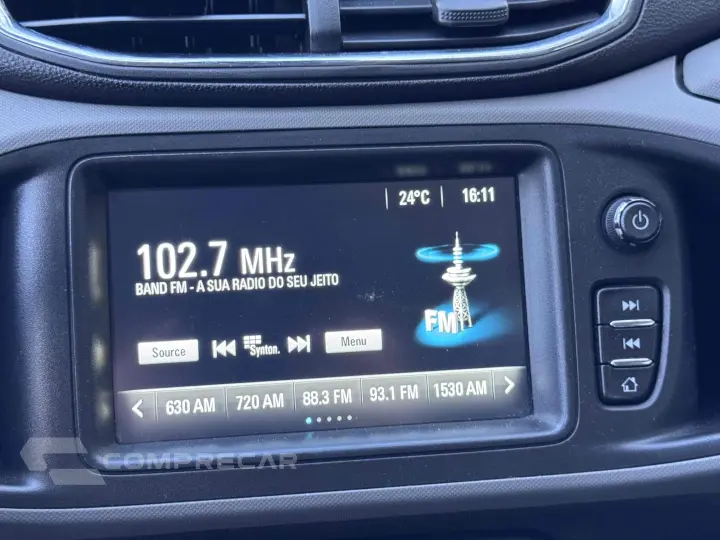 24°C 16:11
102.7 MHz
BAND FM - A SUA RADIO DO SEU JEITO
FM
Source Synton. Menu
630 AM 720 AM 88.3 FM 93.1 FM 1530 AM
COMPRECAR